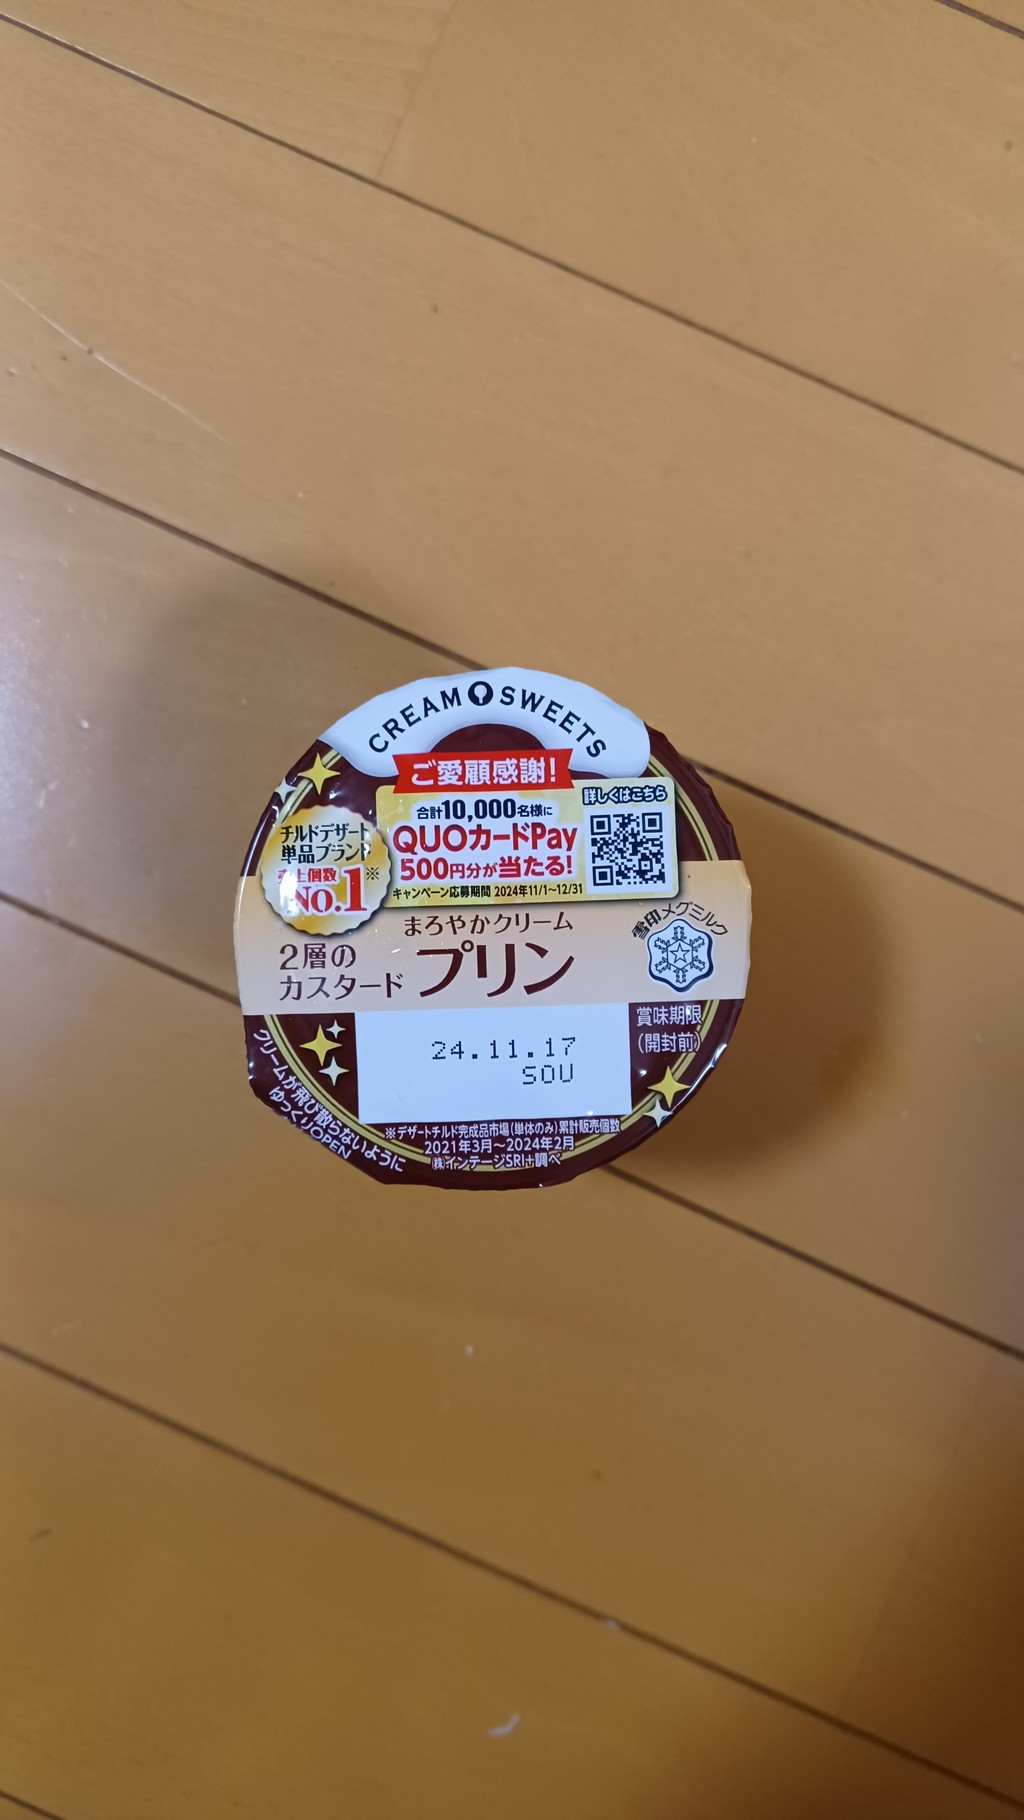 CREAM SWEETS
ご愛顧感謝!
合計10,000名様に
QUOカードPay
500円分が当たる!
キャンペーン応募期間 2024年11/1~12/31
詳しくはこちら
チルドデザート
単品ブランド
売上個数
No.1※
まろやかクリーム
2層の
カスタード
プリン
雪印メグミルク
賞味期限
(開封前)
24.11.17
SOU
クリームが飛び散らないように
ゆっくりOPEN
※デザートチルド完成品市場(単体のみ)累計販売個数
2021年3月~2024年2月
㈱インテージSRI+調べ